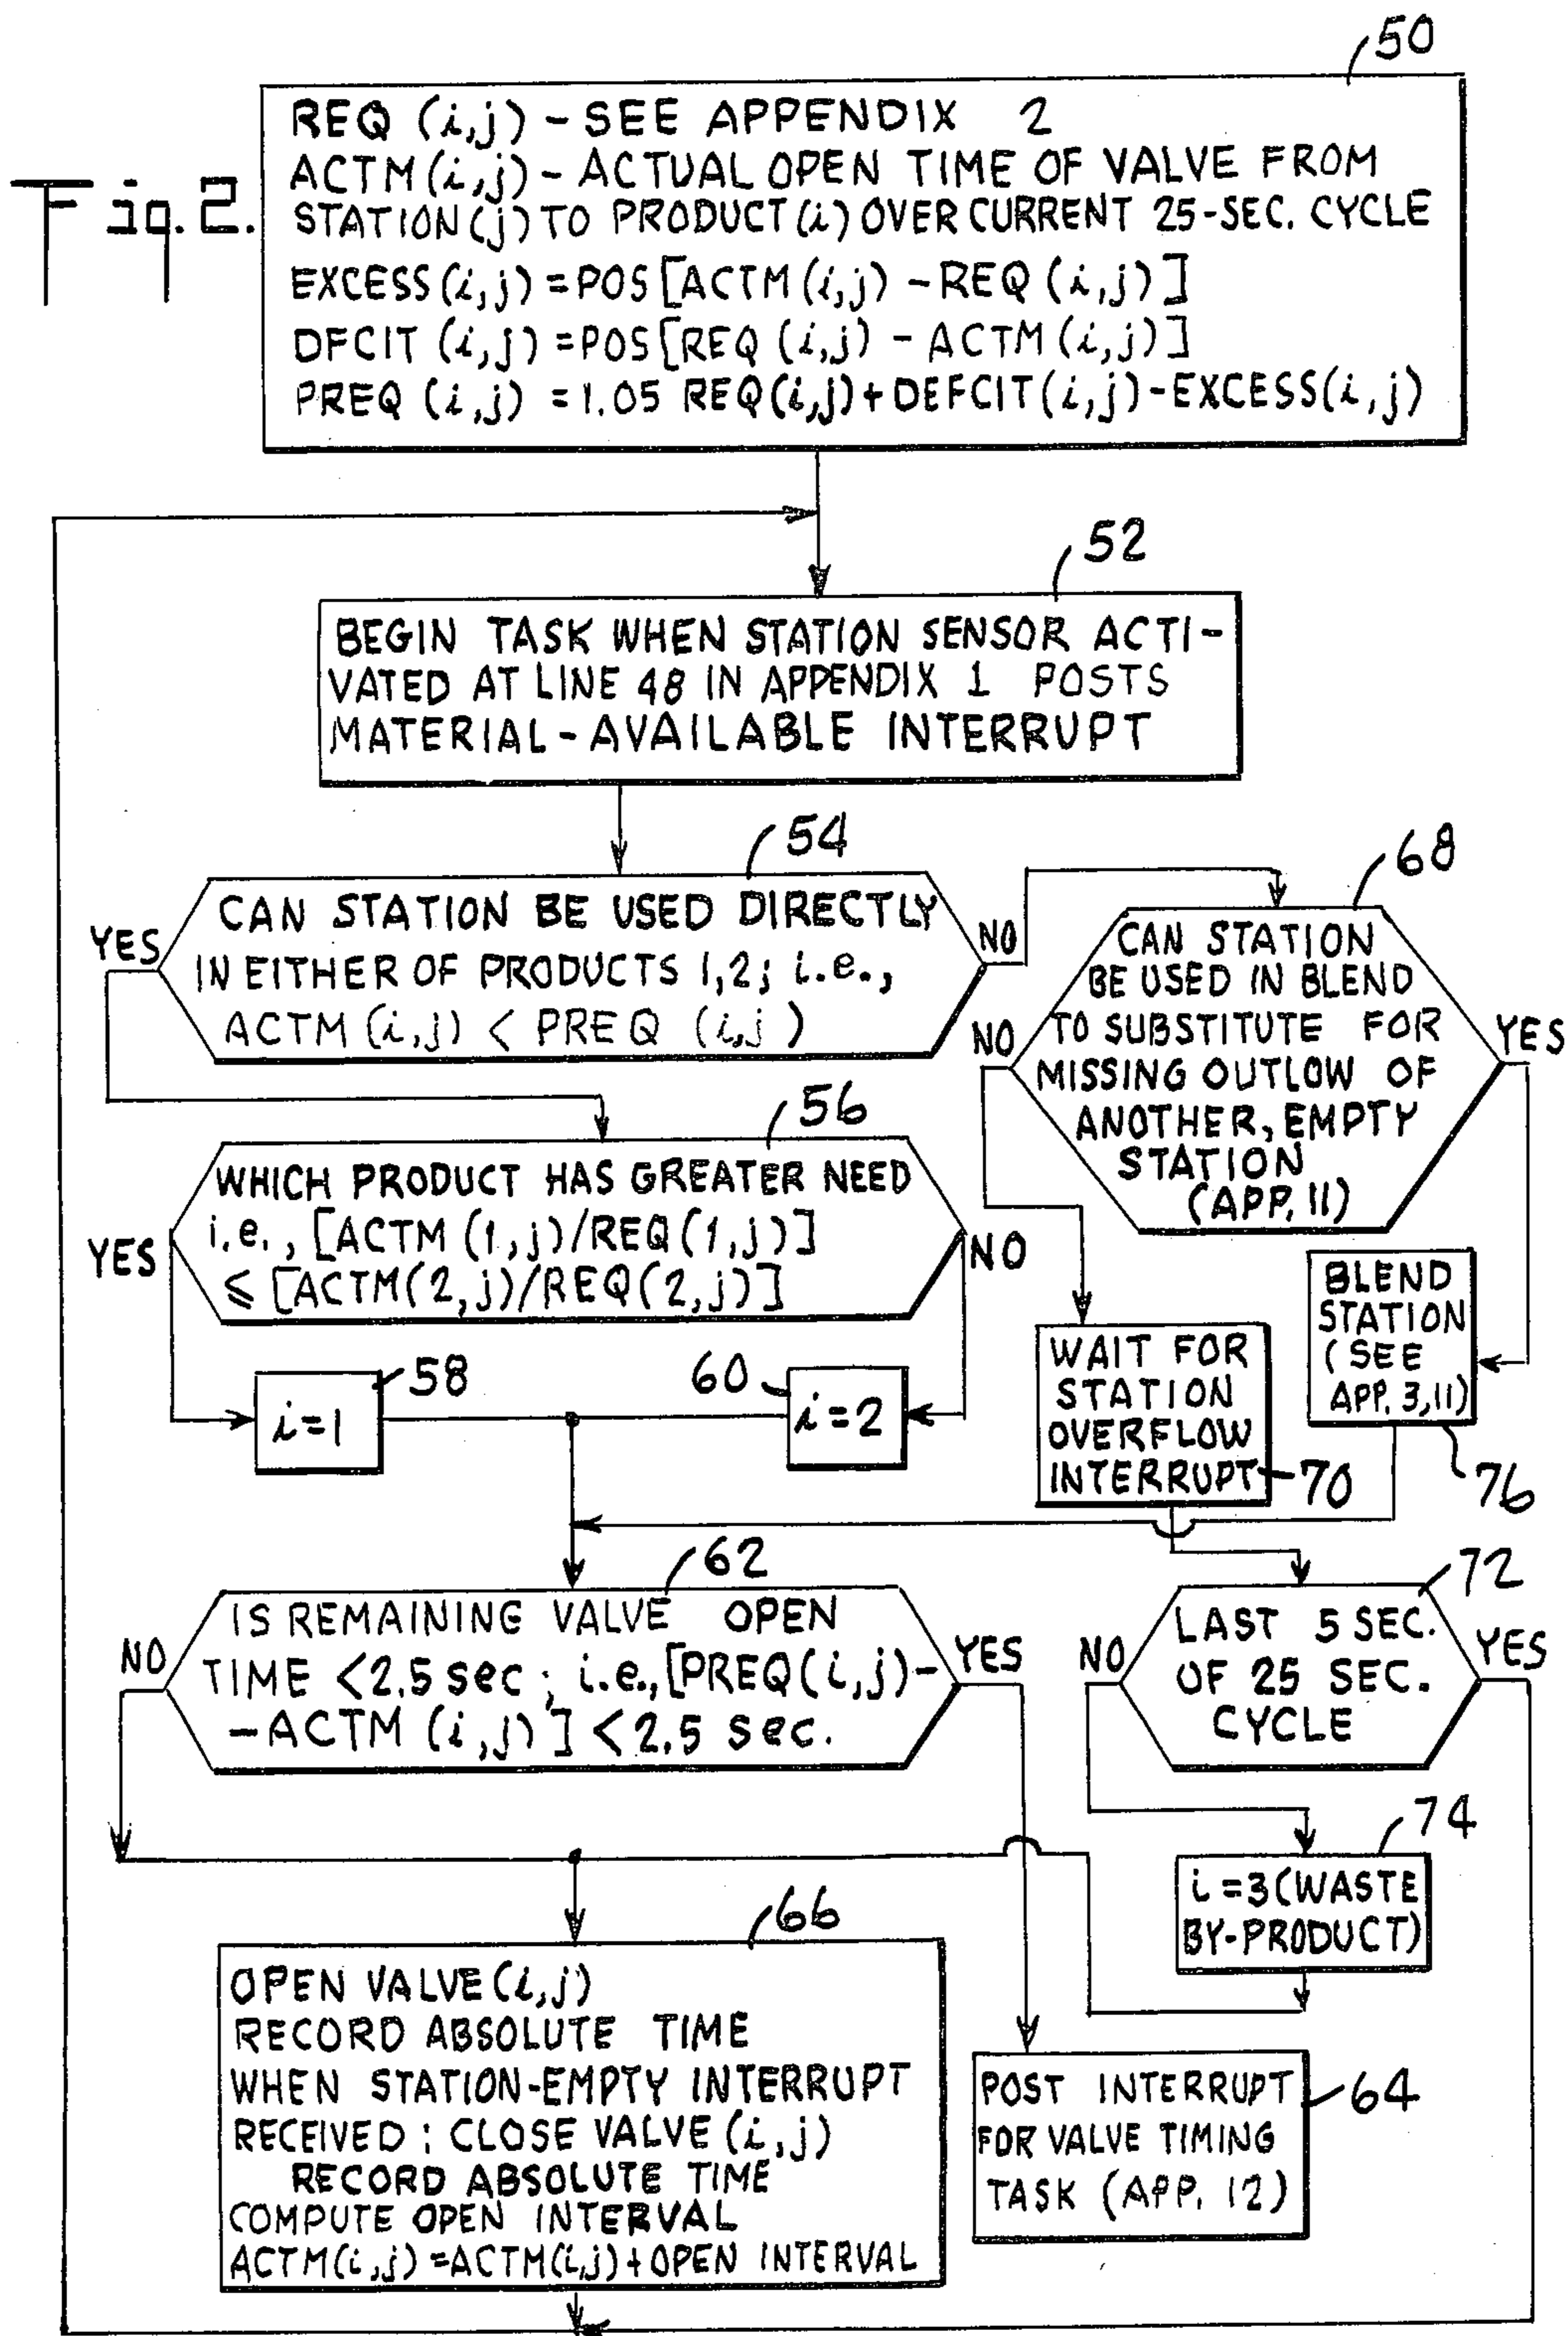 Fig. 2.
50
REQ (i,j) - SEE APPENDIX 2
ACTM (i,j) - ACTUAL OPEN TIME OF VALVE FROM
STATION (j) TO PRODUCT (i) OVER CURRENT 25-SEC. CYCLE
EXCESS (i,j) = POS [ACTM (i,j) - REQ (i,j)]
DFCIT (i,j) = POS [REQ (i,j) - ACTM (i,j)]
PREQ (i,j) = 1.05 REQ(i,j) + DEFCIT(i,j) - EXCESS(i,j)
52
BEGIN TASK WHEN STATION SENSOR ACTI-
VATED AT LINE 48 IN APPENDIX 1 POSTS
MATERIAL-AVAILABLE INTERRUPT
54
YES
CAN STATION BE USED DIRECTLY
IN EITHER OF PRODUCTS 1,2; i.e.,
ACTM (i,j) < PREQ (i,j)
NO
68
NO
CAN STATION
BE USED IN BLEND
TO SUBSTITUTE FOR
MISSING OUTLOW OF
ANOTHER, EMPTY
STATION
(APP. 11)
YES
56
YES
WHICH PRODUCT HAS GREATER NEED
i.e., [ACTM (1,j)/REQ(1,j)]
≤ [ACTM(2,j)/REQ(2,j)]
NO
58
i=1
60
i=2
WAIT FOR
STATION
OVERFLOW
INTERRUPT
70
BLEND
STATION
(SEE
APP. 3,11)
76
62
NO
IS REMAINING VALVE OPEN
TIME <2.5 sec; i.e., [PREQ(i,j)-
-ACTM (i,j)] < 2.5 sec.
YES
72
NO
LAST 5 SEC.
OF 25 SEC.
CYCLE
YES
74
i =3 (WASTE
BY-PRODUCT)
66
OPEN VALVE (i,j)
RECORD ABSOLUTE TIME
WHEN STATION-EMPTY INTERRUPT
RECEIVED : CLOSE VALVE (i,j)
RECORD ABSOLUTE TIME
COMPUTE OPEN INTERVAL
ACTM(i,j) = ACTM(i,j) + OPEN INTERVAL
POST INTERRUPT
FOR VALVE TIMING
TASK (APP. 12)
64